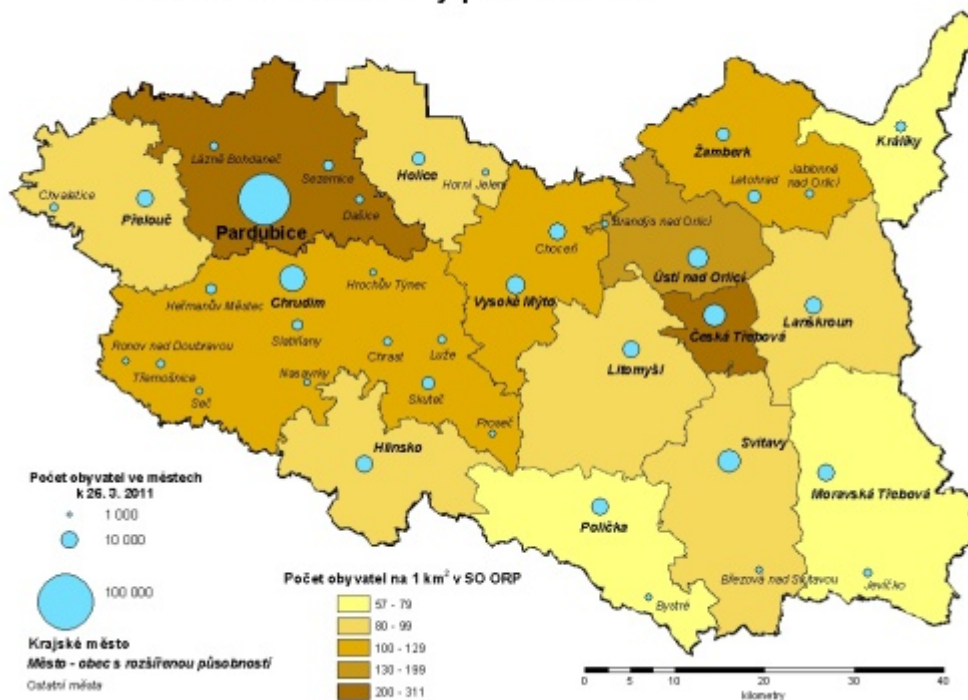 Králíky
Žamberk
Lázně Bohdaneč
Holice
Jablonné
nad Orlicí
Sezemice
Horní Jelení
Letohrad
Chvaletice
Přelouč
Dašice
Brandýs nad Orlicí
Pardubice
Choceň
Ústí nad Orlicí
Hrochův Týnec
Heřmanův Městec
Chrudim
Vysoké Mýto
Lanškroun
Slatiňany
Česká Třebová
Ronov nad Doubravou
Chrast
Luže
Litomyšl
Třemošnice
Nasavrky
Seč
Skuteč
Proseč
Svitavy
Hlinsko
Moravská Třebová
Polička
Březová nad Svitavou
Jevíčko
Bystré
Počet obyvatel ve městech
k 26. 3. 2011
1 000
10 000
100 000
Krajské město
Město - obec s rozšířenou působností
Ostatní města
Počet obyvatel na 1 km² v SO ORP
57 - 79
80 - 99
100 - 129
130 - 199
200 - 311
0 10 20 30 40
kilometry